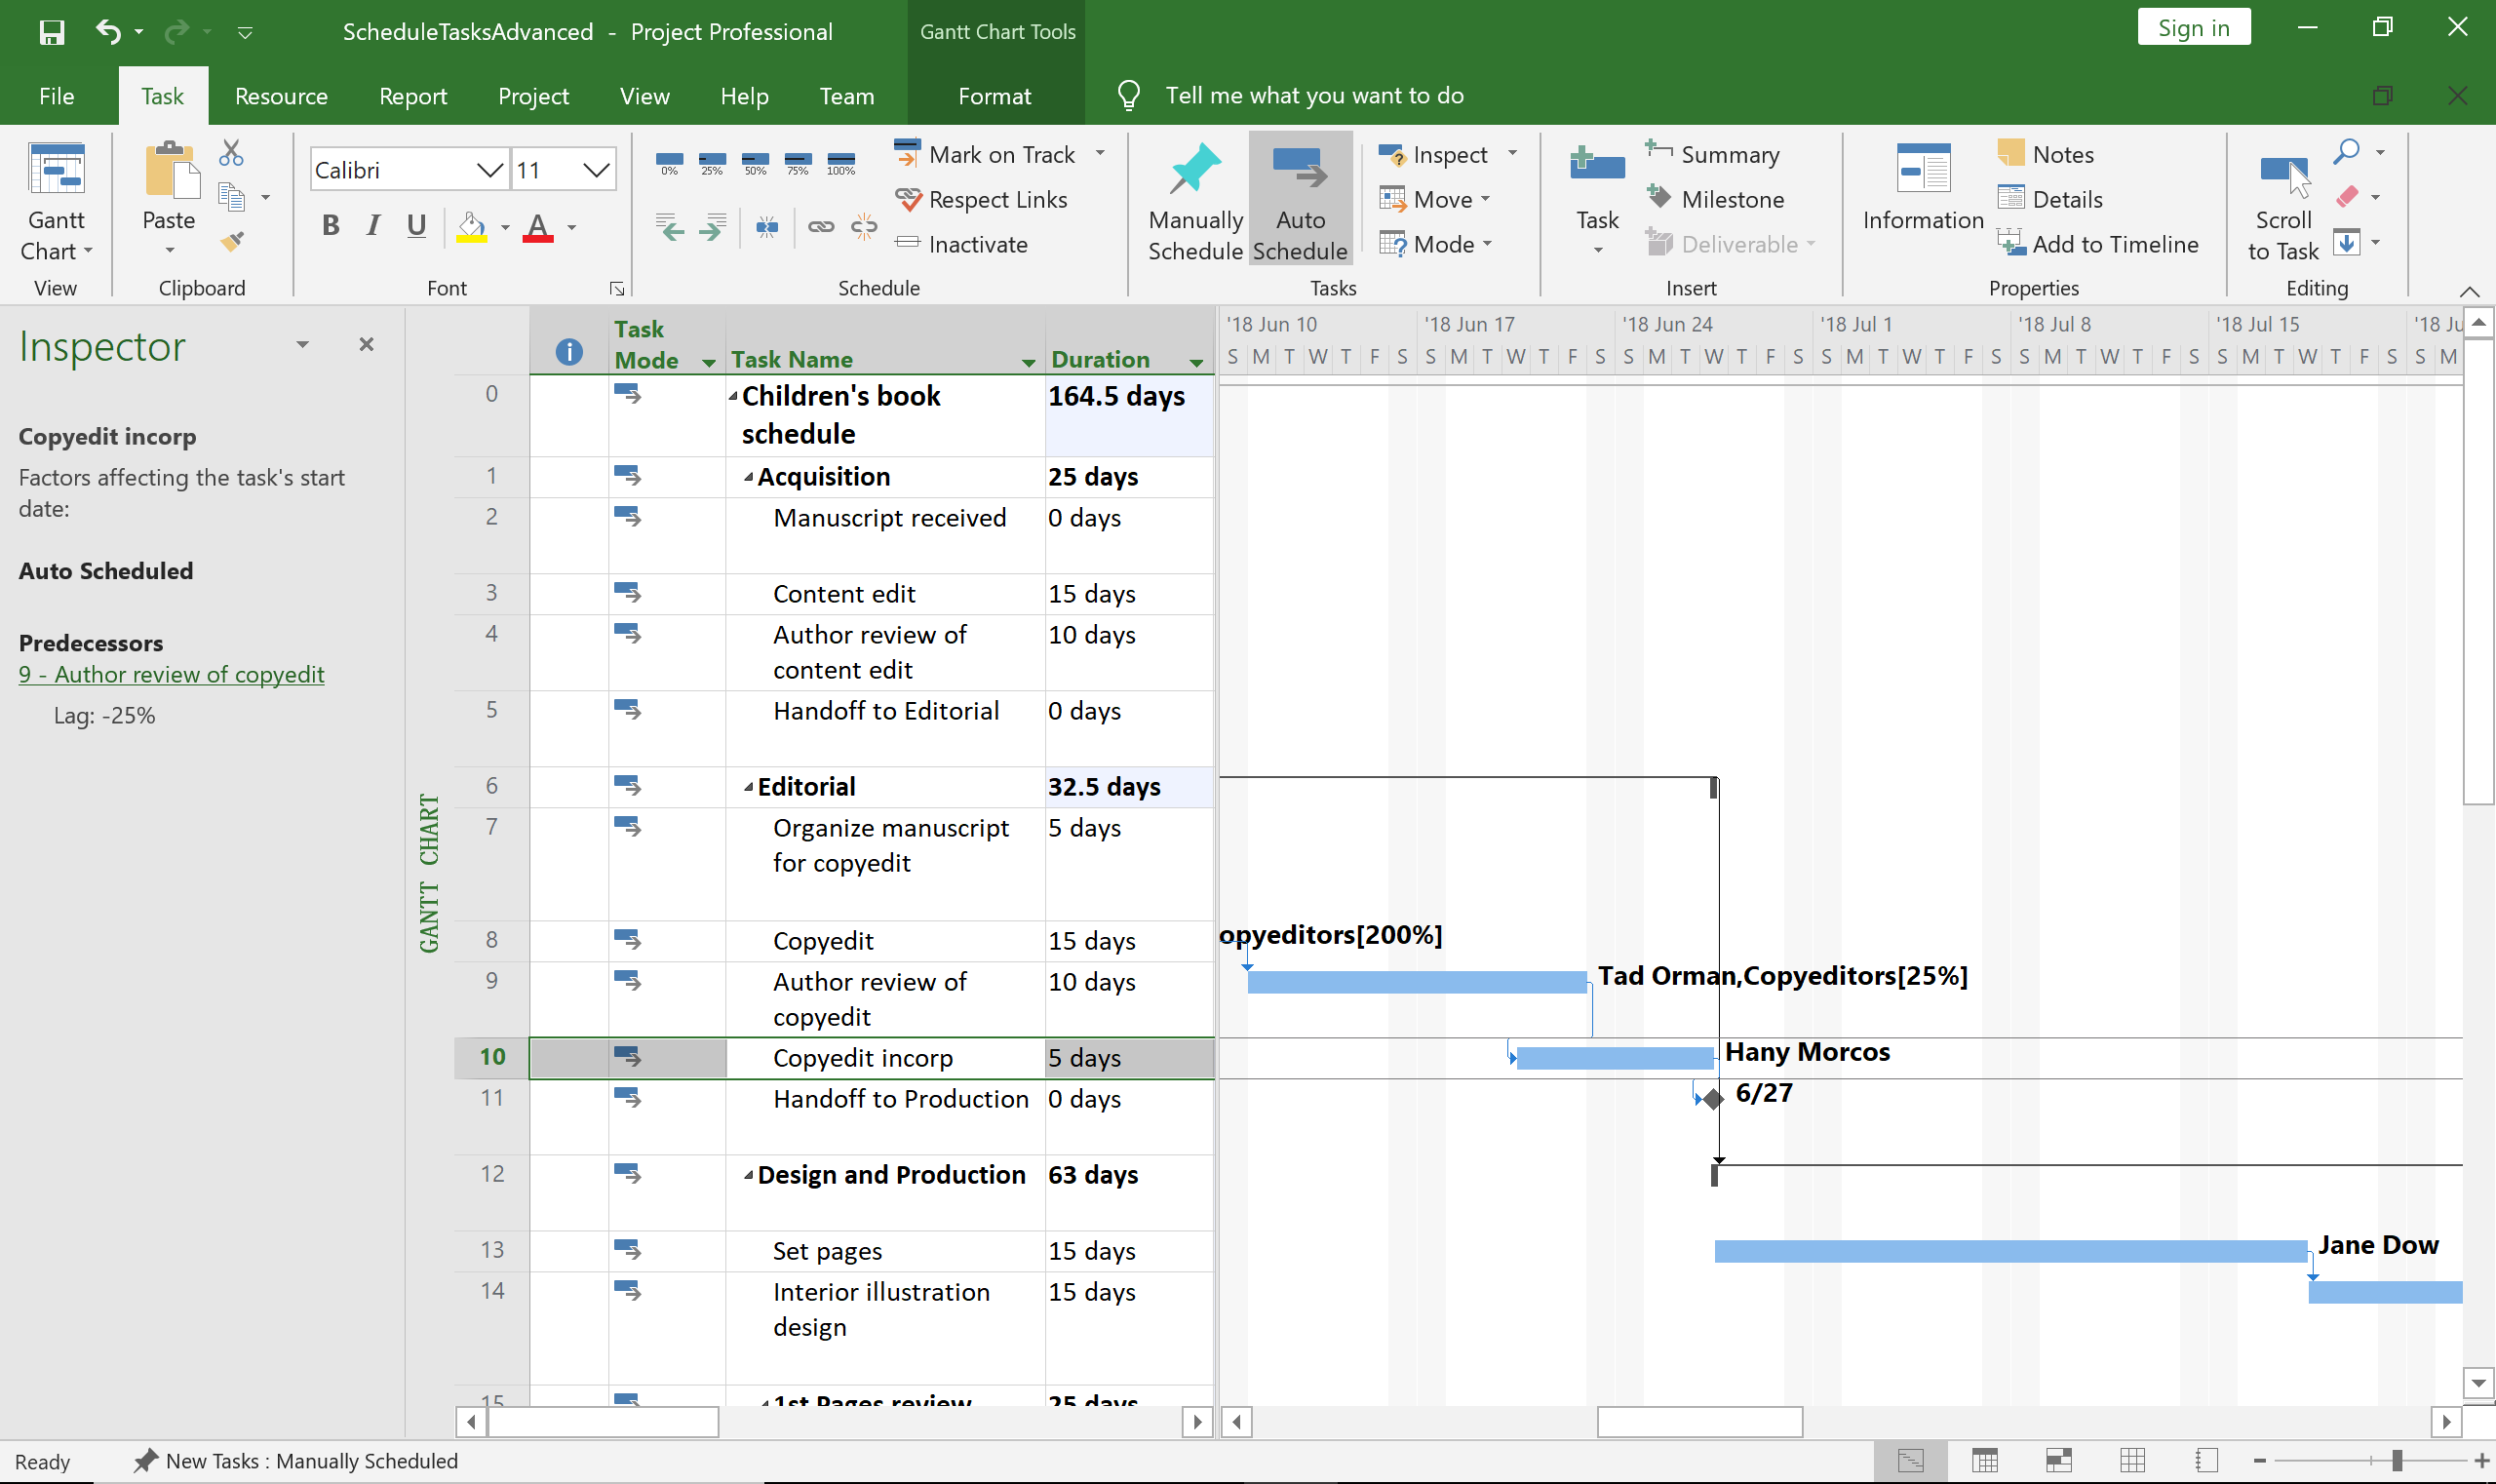 ScheduleTasksAdvanced - Project Professional
Gantt Chart Tools
Sign in
File Task Resource Report Project View Help Team Format Tell me what you want to do
Gantt
Chart
View
Paste
Clipboard
Calibri 11
B I U A
Font
0% 25% 50% 75% 100%
Mark on Track
Respect Links
Inactivate
Schedule
Manually
Schedule
Auto
Schedule
Inspect
Move
Mode
Tasks
Task
Summary
Milestone
Deliverable
Insert
Information
Notes
Details
Add to Timeline
Properties
Scroll
to Task
Editing
Inspector
Copyedit incorp
Factors affecting the task's start
date:
Auto Scheduled
Predecessors
9 - Author review of copyedit
Lag: -25%
GANTT CHART
Task
Mode Task Name Duration
'18 Jun 10 '18 Jun 17 '18 Jun 24 '18 Jul 1 '18 Jul 8 '18 Jul 15 '18 Ju
S M T W T F S S M T W T F S S M T W T F S S M T W T F S S M T W T F S S M T W T F S S M
0 Children's book
schedule 164.5 days
1 Acquisition 25 days
2 Manuscript received 0 days
3 Content edit 15 days
4 Author review of
content edit 10 days
5 Handoff to Editorial 0 days
6 Editorial 32.5 days
7 Organize manuscript
for copyedit 5 days
8 Copyedit 15 days
opyeditors[200%]
9 Author review of
copyedit 10 days
Tad Orman,Copyeditors[25%]
10 Copyedit incorp 5 days
Hany Morcos
11 Handoff to Production 0 days
6/27
12 Design and Production 63 days
13 Set pages 15 days
Jane Dow
14 Interior illustration
design 15 days
15 1st Pages review 25 days
Ready New Tasks : Manually Scheduled